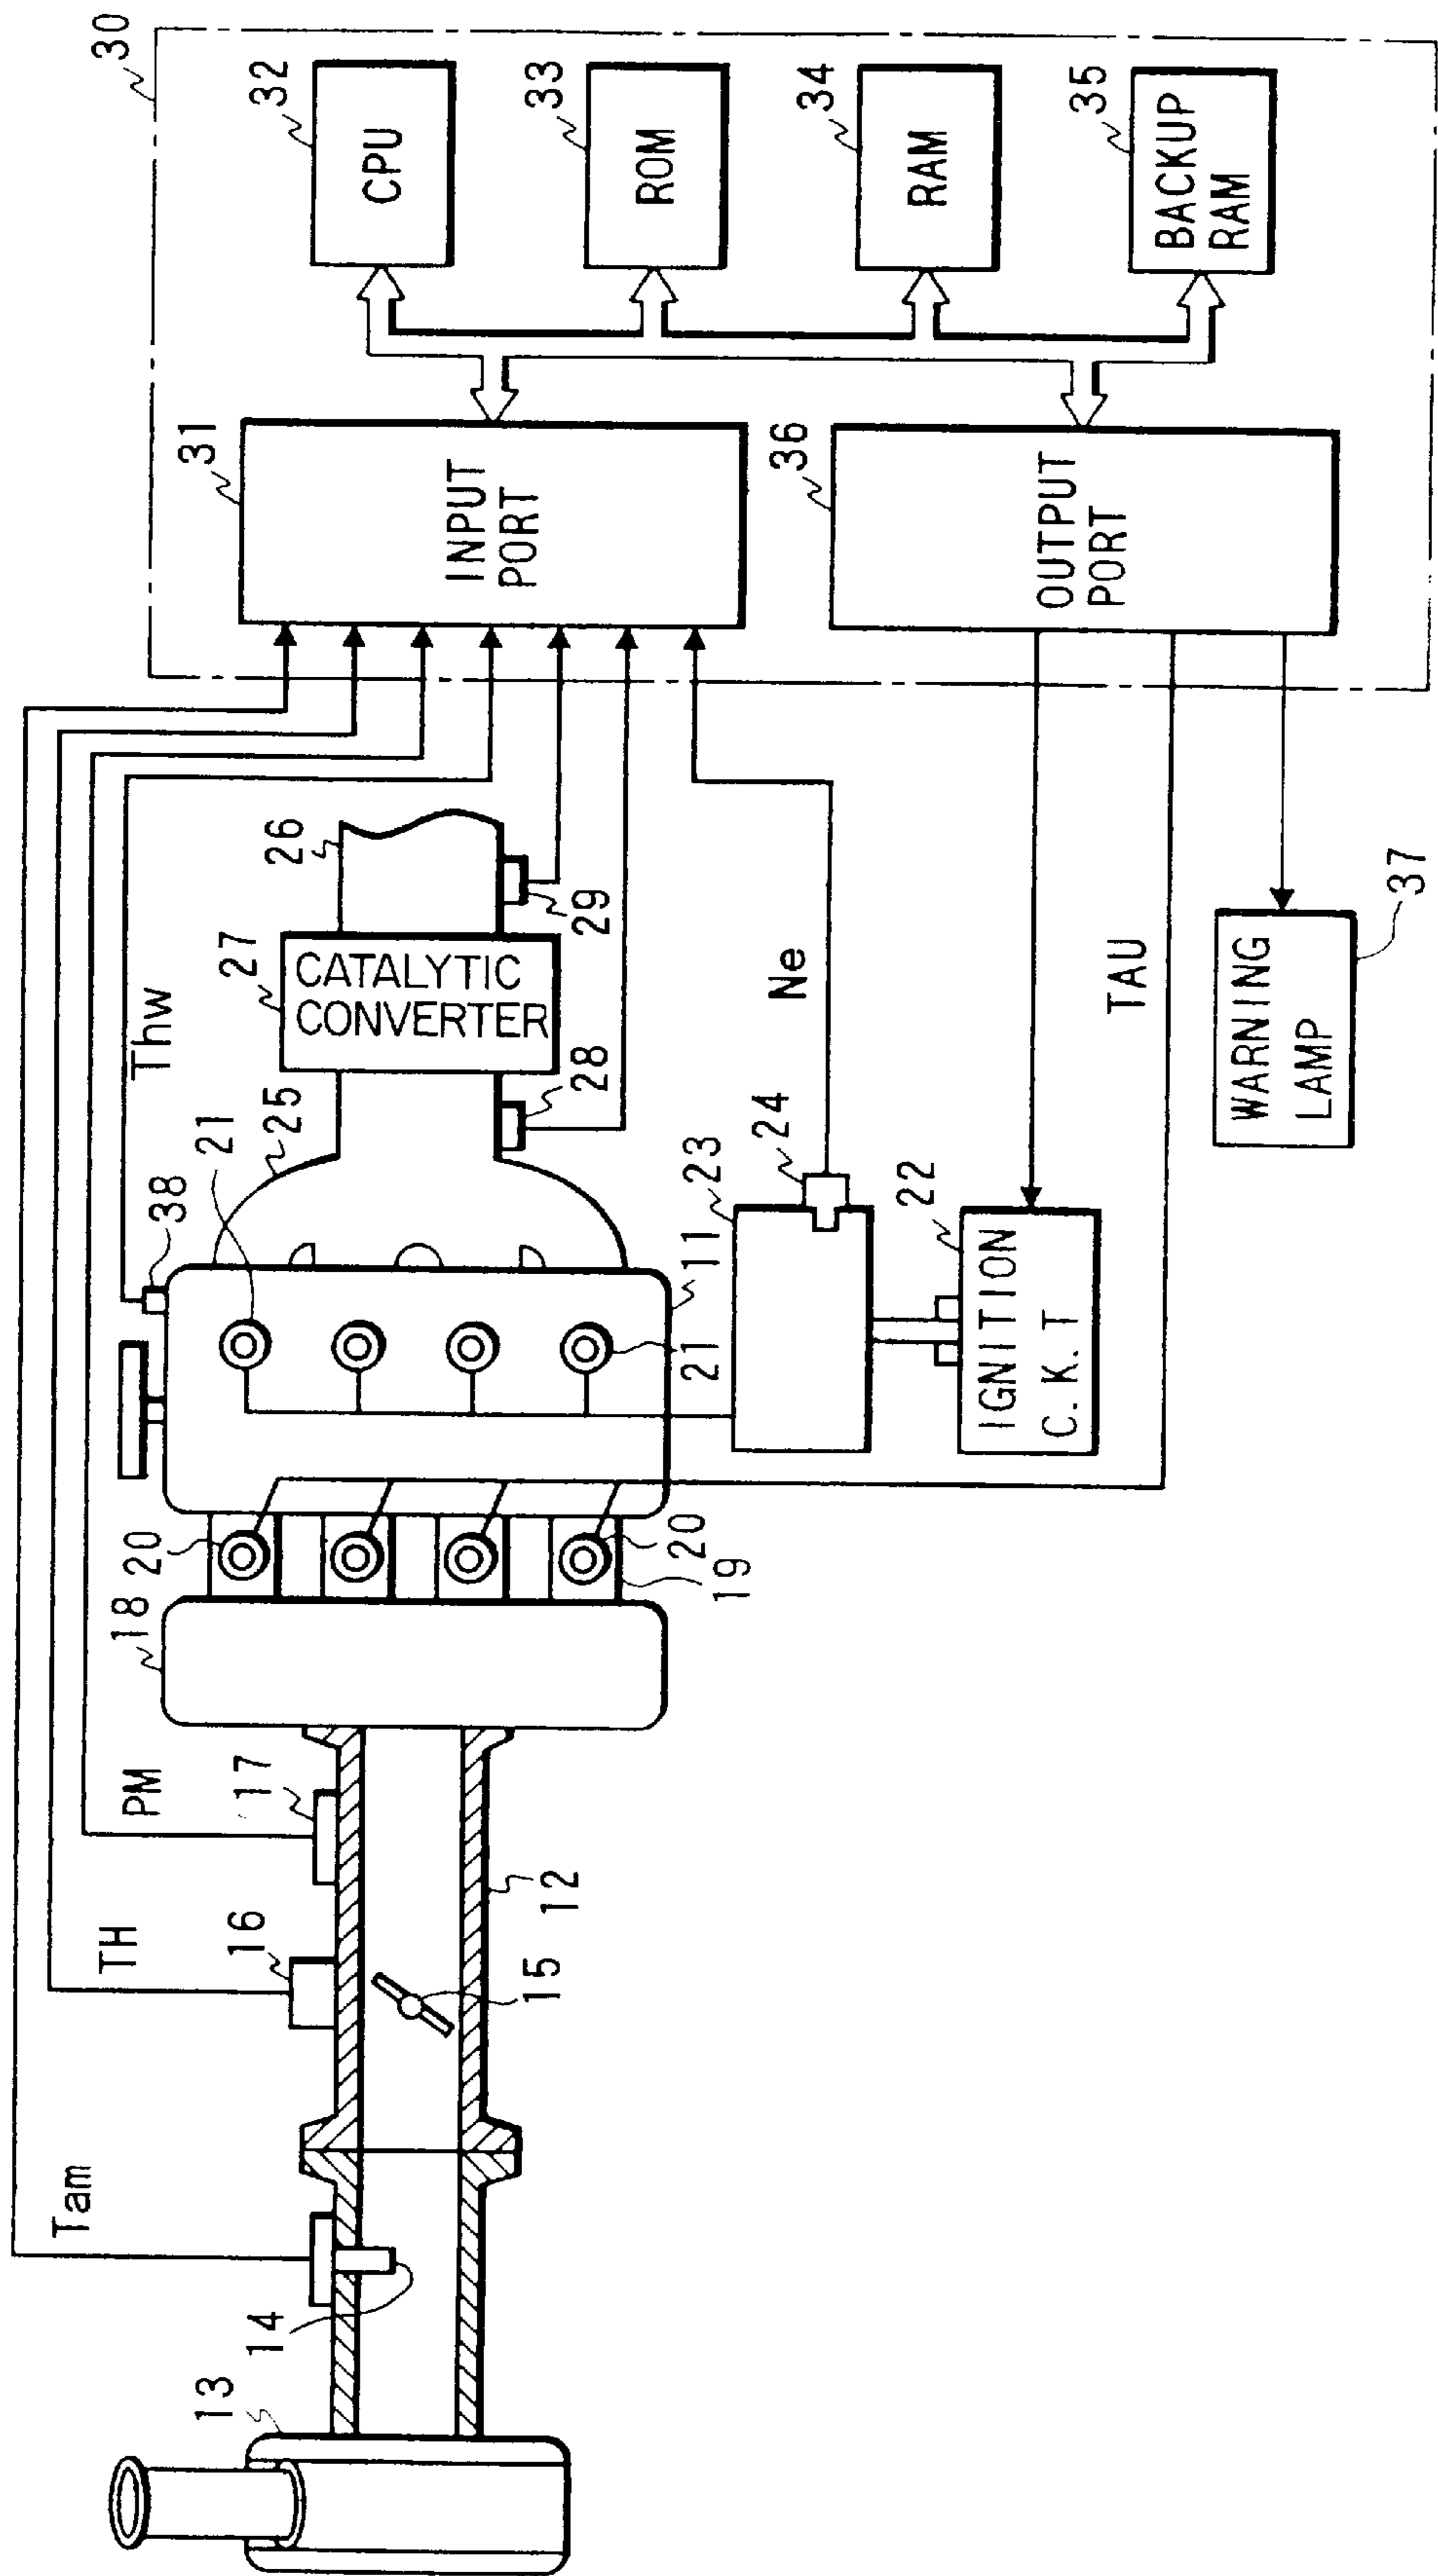 30
32
CPU
33
ROM
34
RAM
35
BACKUP
RAM
31
INPUT
PORT
36
OUTPUT
PORT
Tam
TH
PM
Thw
Ne
TAU
13
14
16
15
12
17
18
20
20
19
21
21
11
38
25
27
CATALYTIC
CONVERTER
26
28
29
23
24
22
IGNITION
C.K.T
WARNING
LAMP
37